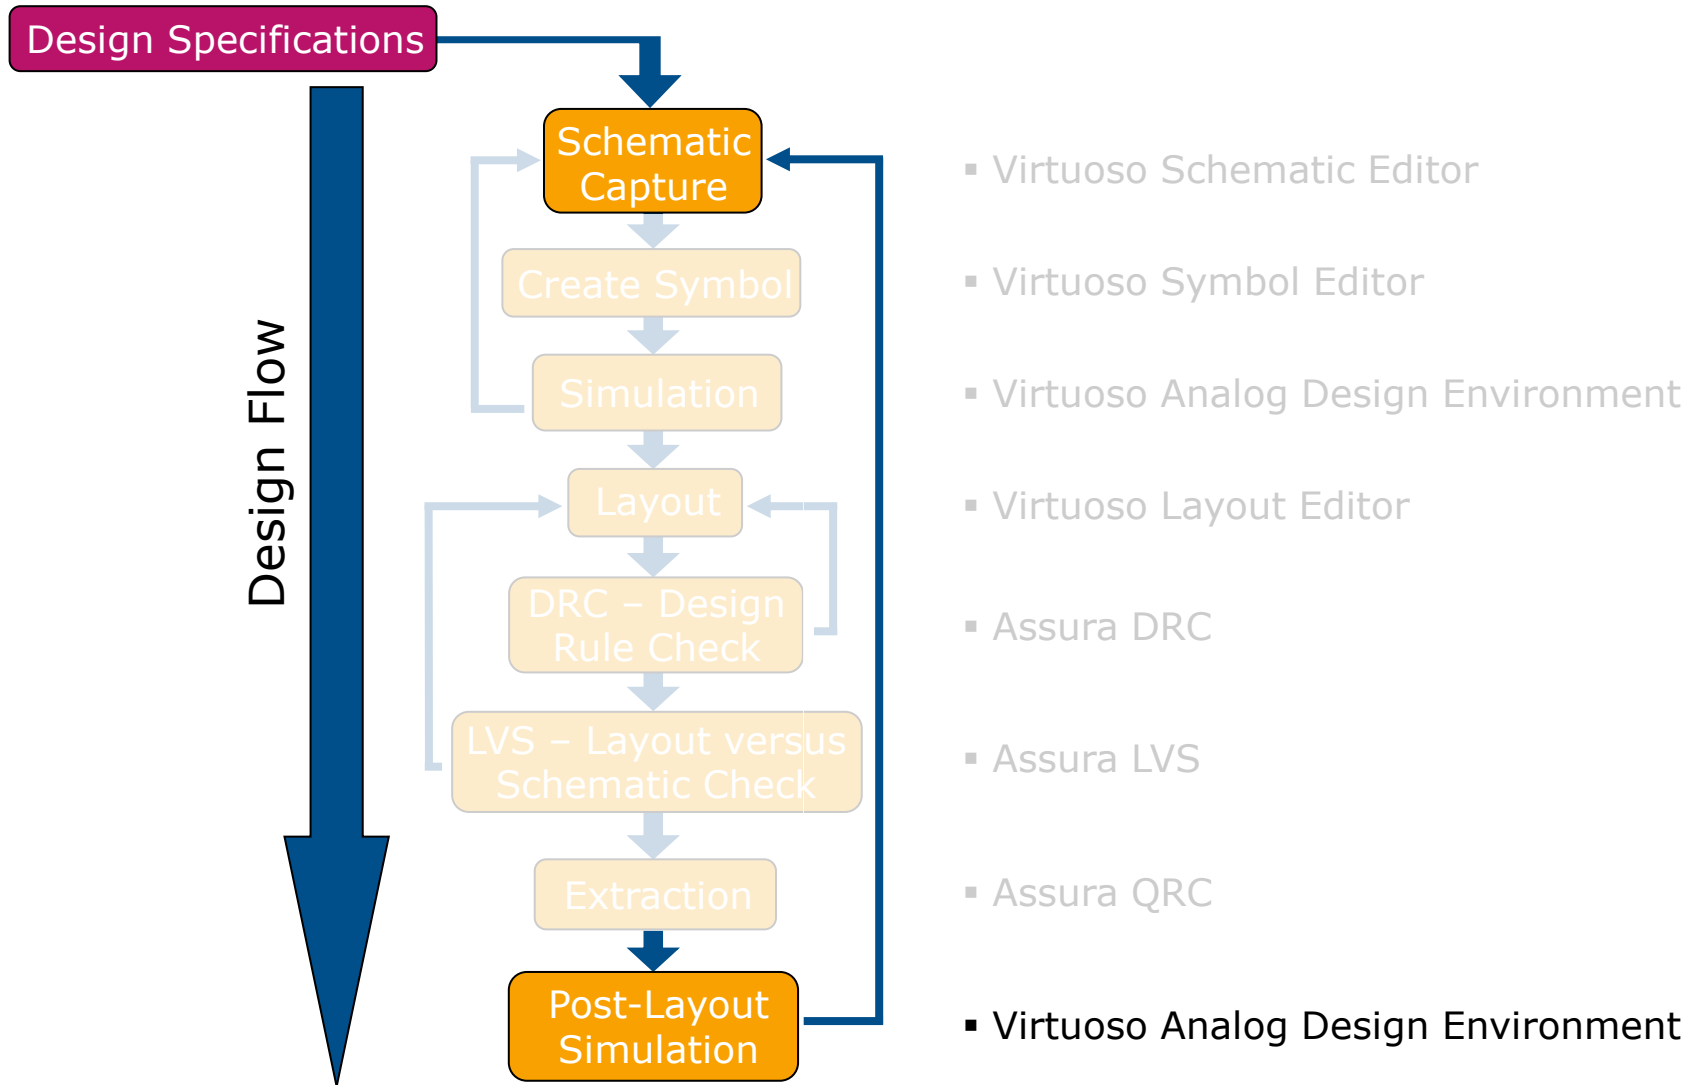 Design Specifications
Design Flow
Schematic
Capture
▪ Virtuoso Schematic Editor
Create Symbol
▪ Virtuoso Symbol Editor
Simulation
▪ Virtuoso Analog Design Environment
Layout
▪ Virtuoso Layout Editor
DRC – Design
Rule Check
▪ Assura DRC
LVS – Layout versus
Schematic Check
▪ Assura LVS
Extraction
▪ Assura QRC
Post-Layout
Simulation
▪ Virtuoso Analog Design Environment